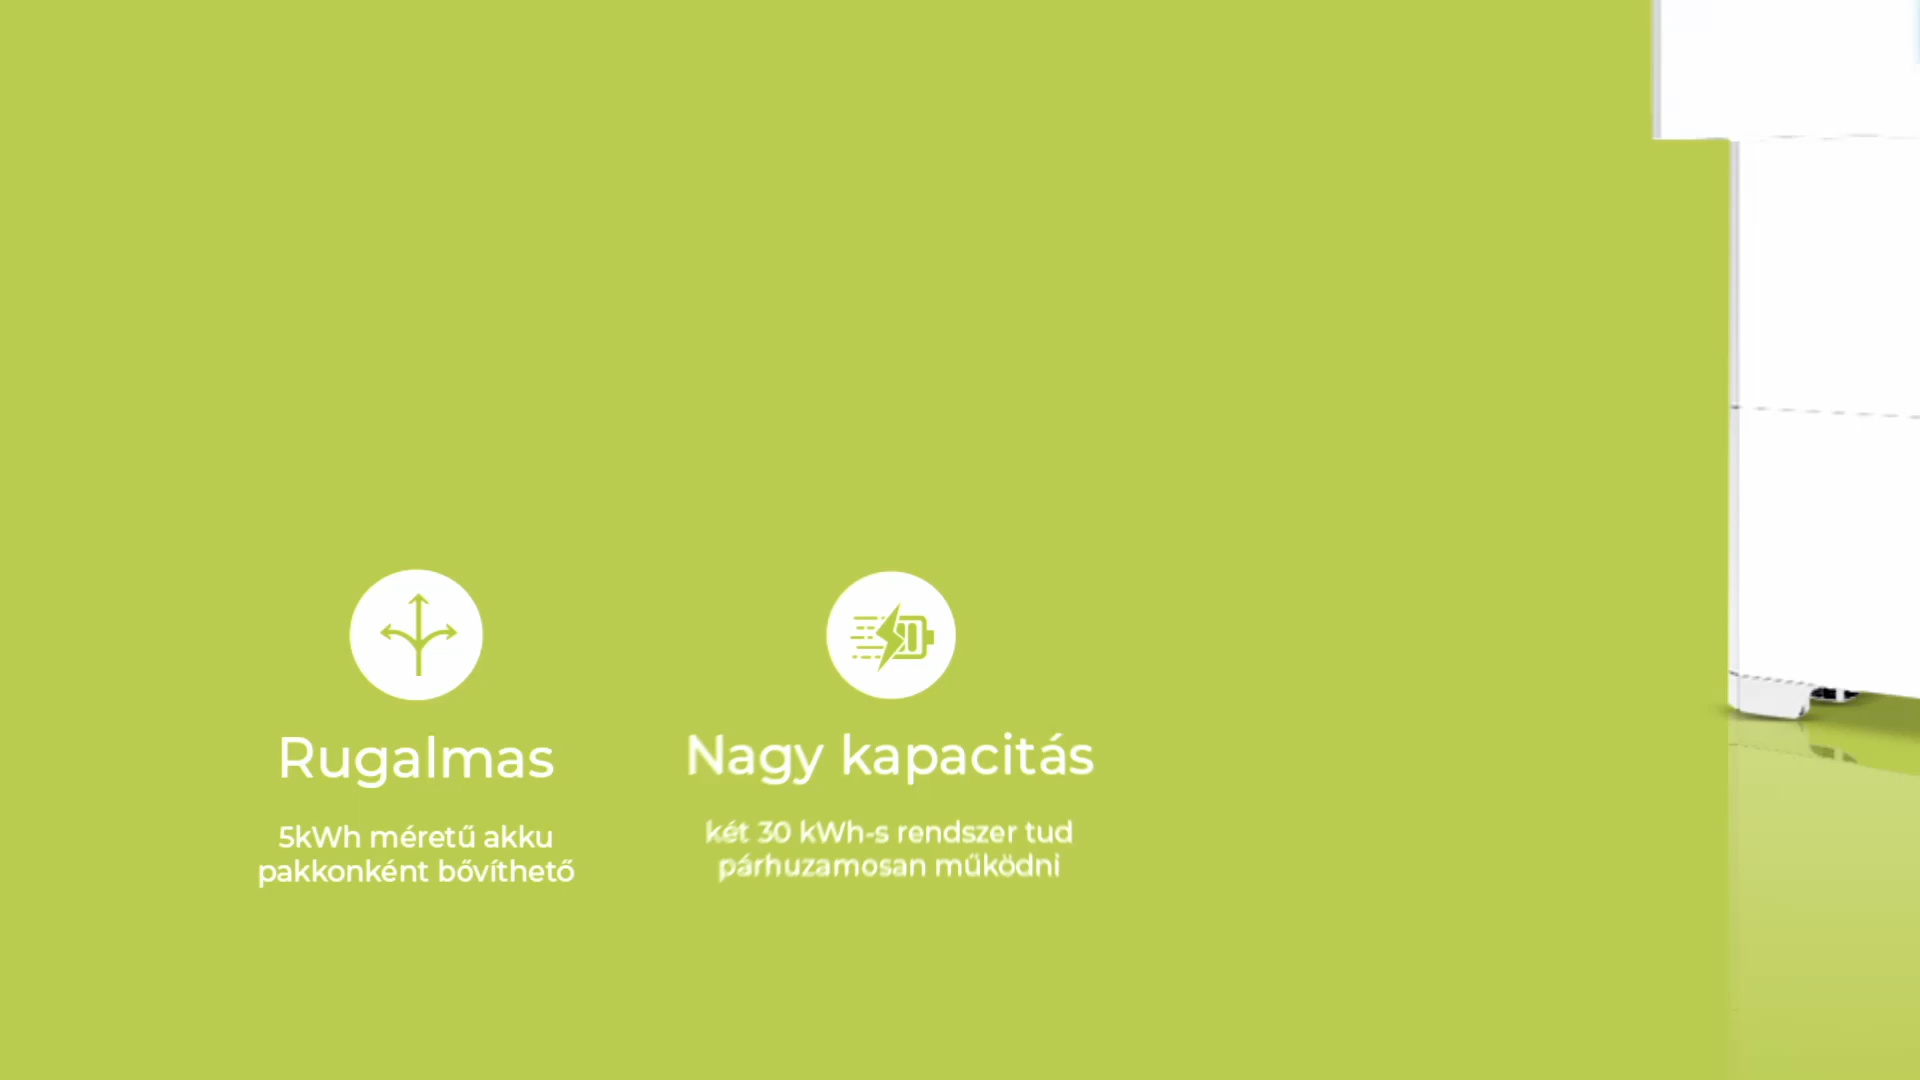 Rugalmas
5kWh méretű akku
pakkonként bővíthető
Nagy kapacitás
két 30 kWh-s rendszer tud
párhuzamosan működni